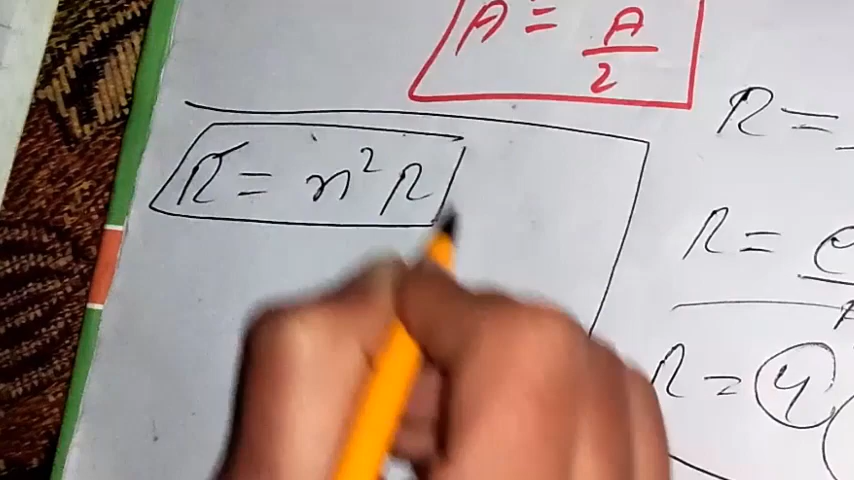 A = A/2
R = n²R
R =
R = e
R = 4